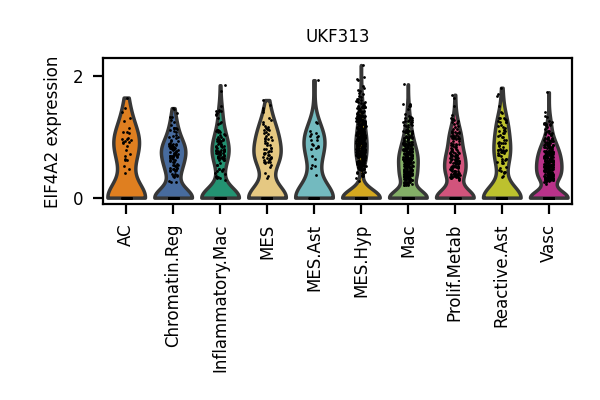 UKF313
EIF4A2 expression
2
0
AC
Chromatin.Reg
Inflammatory.Mac
MES
MES.Ast
MES.Hyp
Mac
Prolif.Metab
Reactive.Ast
Vasc